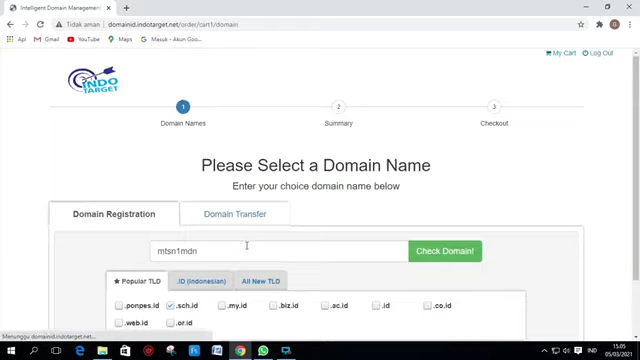 Intelligent Domain Management
Tidak aman
domainid.indotarget.net/order/cart1/domain
Apl
Gmail
YouTube
Maps
Masuk - Akun Goo...
My Cart
Log Out
INDO
TARGET
1
2
3
Domain Names
Summary
Checkout
Please Select a Domain Name
Enter your choice domain name below
Domain Registration
Domain Transfer
mtsn1mdn
Check Domain!
Popular TLD
.ID (Indonesian)
All New TLD
.ponpes.id
.sch.id
.my.id
.biz.id
.ac.id
.id
.co.id
.web.id
.or.id
Menunggu domainid.indotarget.net...
IND
15.05
05/03/2021